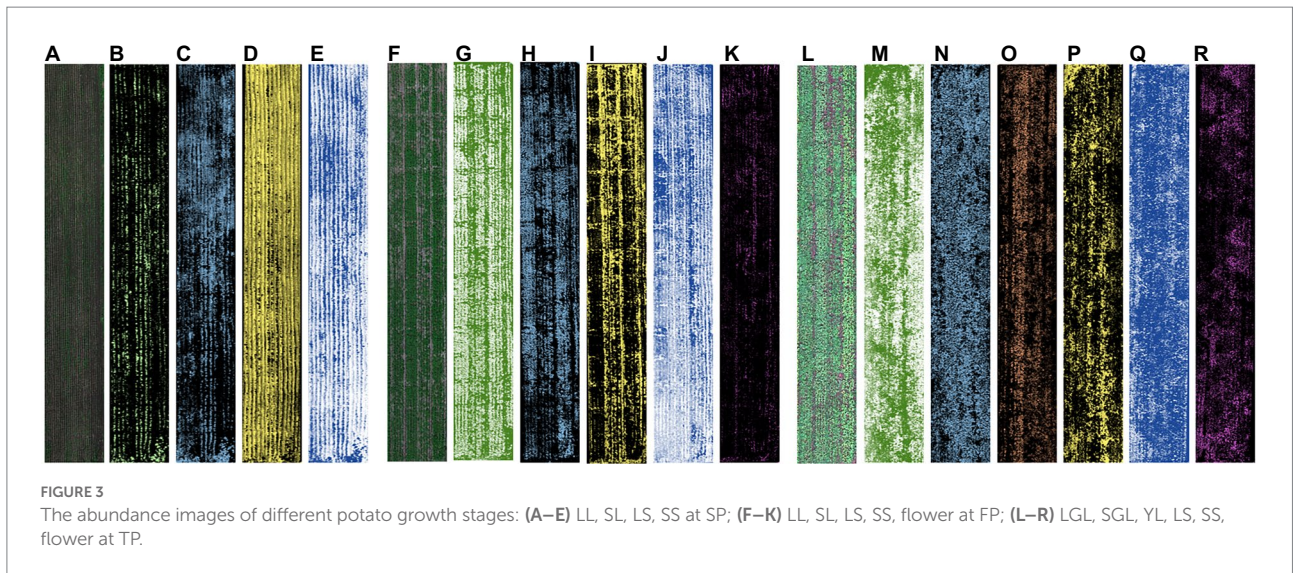 A B C D E F G H I J K L M N O P Q R
FIGURE 3
The abundance images of different potato growth stages: (A–E) LL, SL, LS, SS at SP; (F–K) LL, SL, LS, SS, flower at FP; (L–R) LGL, SGL, YL, LS, SS,
flower at TP.